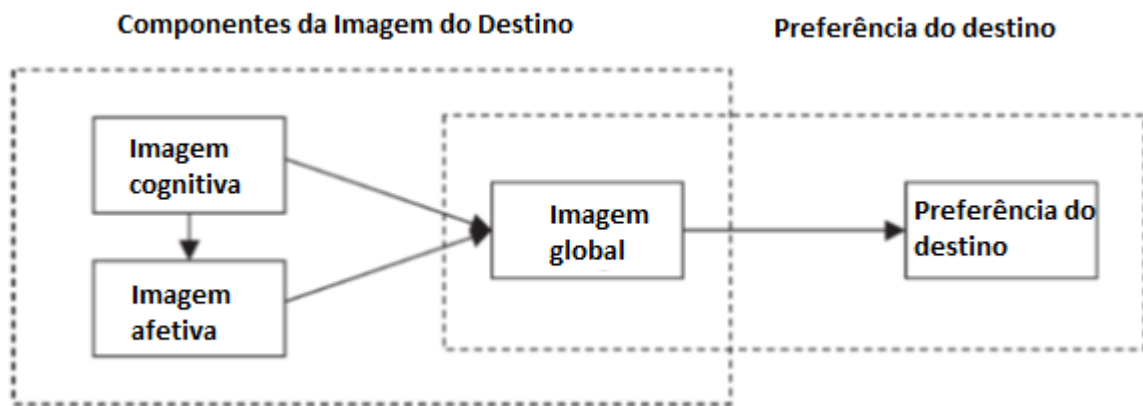 Componentes da Imagem do Destino
Preferência do destino
Imagem
cognitiva
Imagem
afetiva
Imagem
global
Preferência do
destino